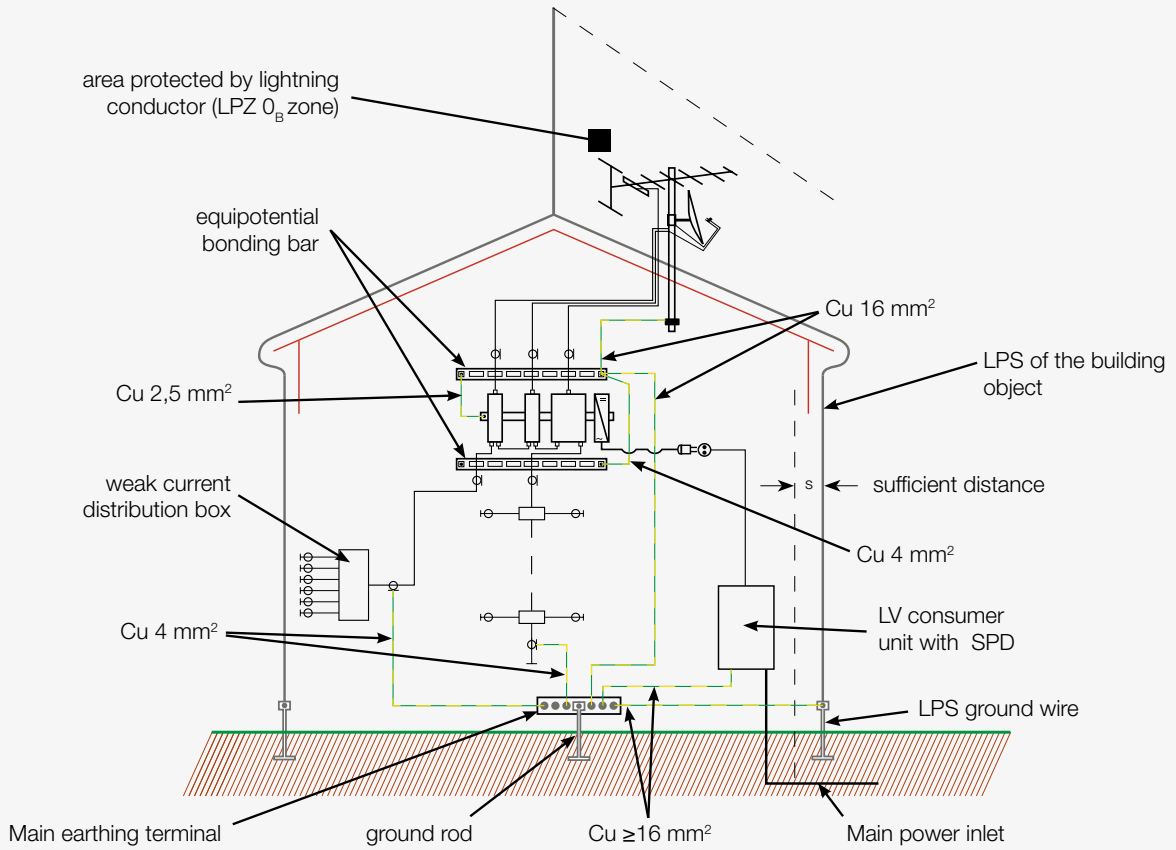 area protected by lightning
conductor (LPZ 0B zone)
equipotential
bonding bar
Cu 16 mm²
LPS of the building
object
Cu 2,5 mm²
=
~
weak current
distribution box
s
sufficient distance
Cu 4 mm²
Cu 4 mm²
LV consumer
unit with SPD
LPS ground wire
Main earthing terminal
ground rod
Cu ≥16 mm²
Main power inlet